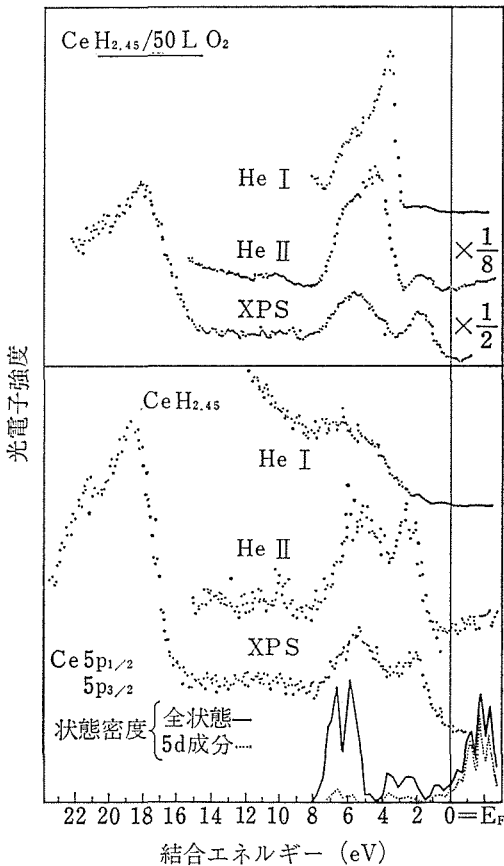 CeH₂.₄₅/50 L O₂
He I
He II
×1/8
XPS
×1/2
光電子強度
CeH₂.₄₅
He I
He II
XPS
Ce 5p₁/₂
5p₃/₂
状態密度{全状態—
5d成分····
22 20 18 16 14 12 10 8 6 4 2 0=E_F
結合エネルギー (eV)